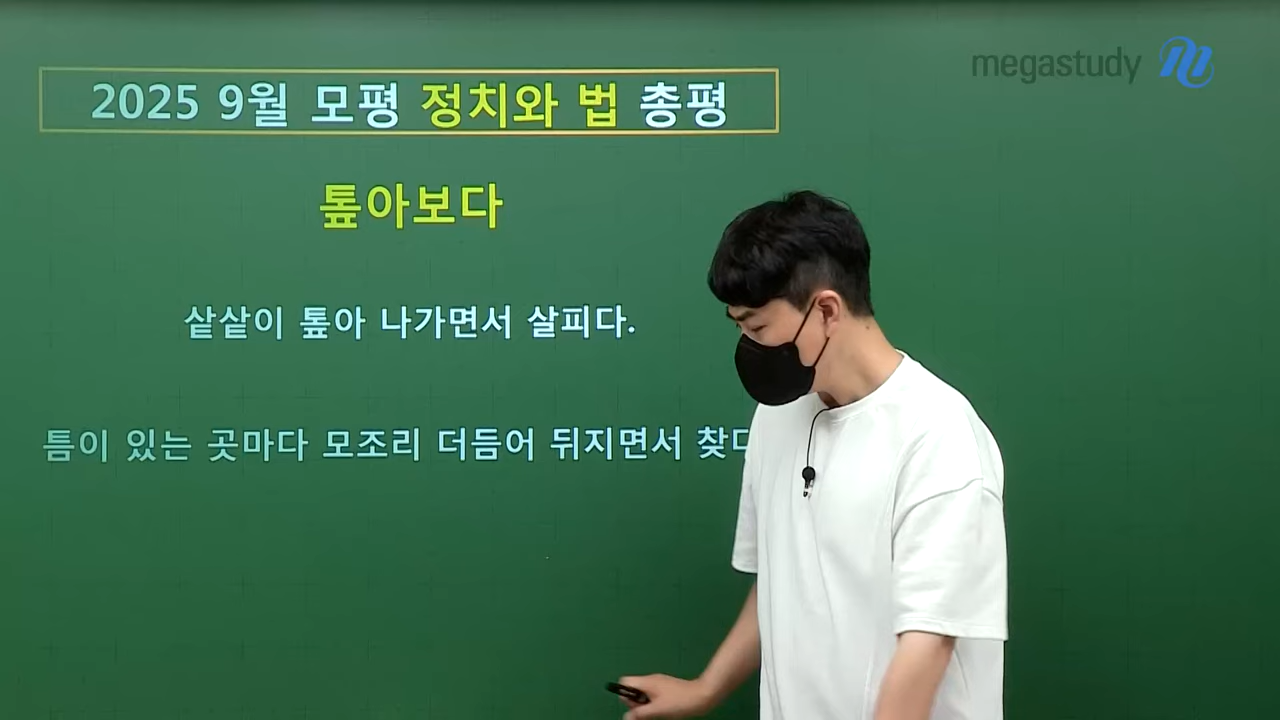 megastudy
2025 9월 모평 정치와 법 총평
톺아보다
샅샅이 톺아 나가면서 살피다.
틈이 있는 곳마다 모조리 더듬어 뒤지면서